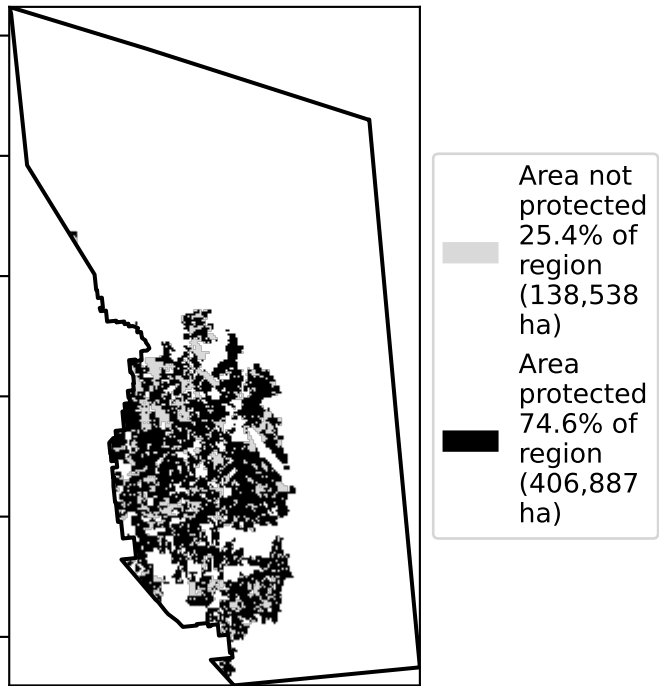 Area not
protected
25.4% of
region
(138,538
ha)
Area
protected
74.6% of
region
(406,887
ha)